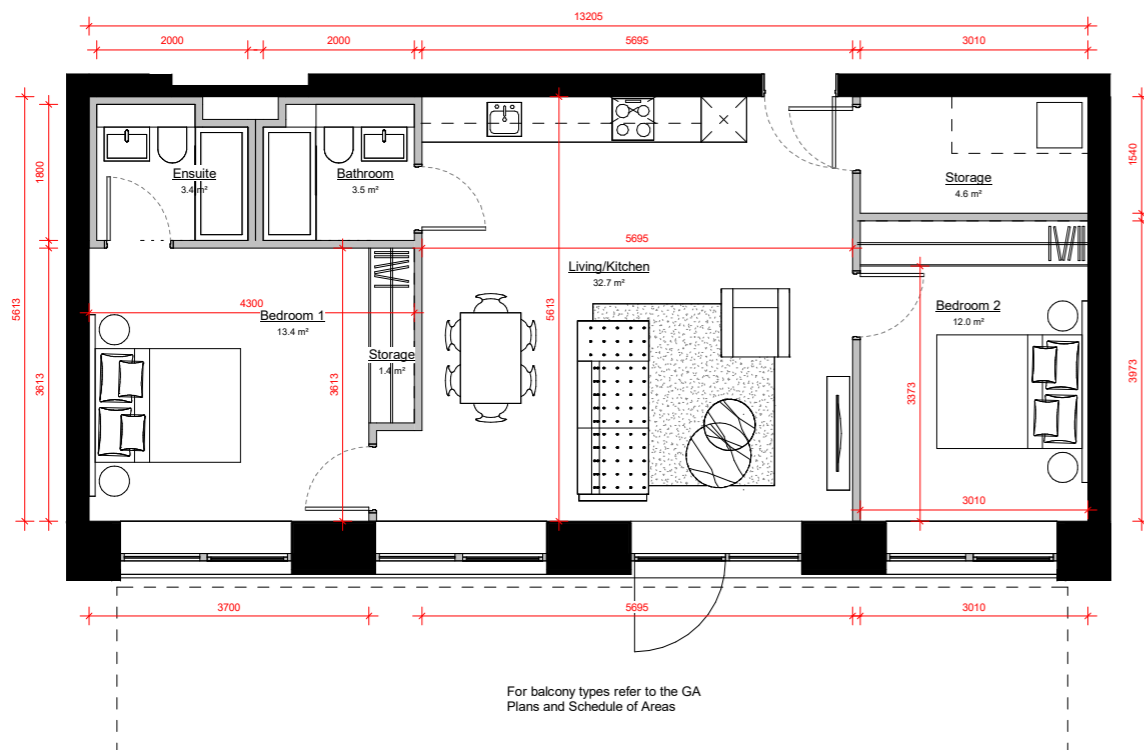 13205
2000
2000
5695
3010
Ensuite
3.4 m²
Bathroom
3.5 m²
Storage
4.6 m²
1800
1540
5613
5695
Living/Kitchen
32.7 m²
5613
4300
Bedroom 1
13.4 m²
Bedroom 2
12.0 m²
Storage
1.4 m²
3613
3613
3373
3973
3010
3700
5695
3010
For balcony types refer to the GA
Plans and Schedule of Areas